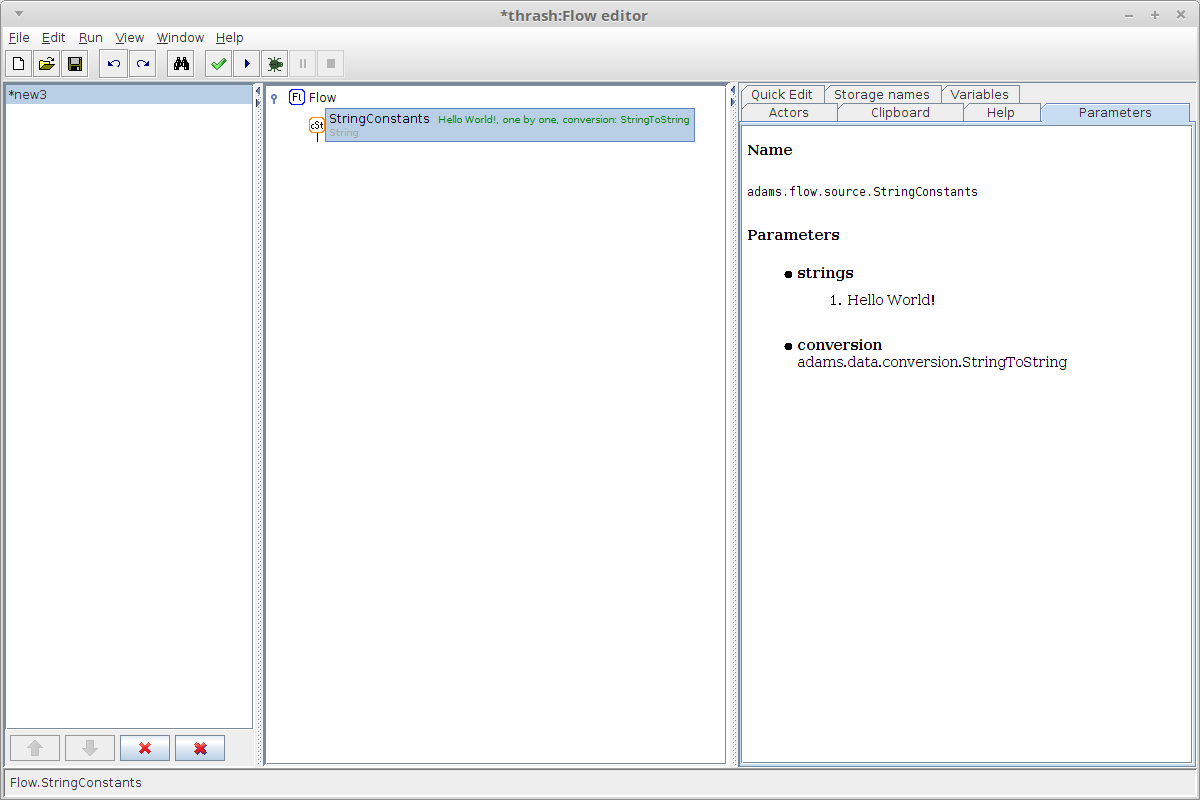 *thrash:Flow editor
File Edit Run View Window Help
*new3
Fl Flow
cSt StringConstants Hello World!, one by one, conversion: StringToString
String
Quick Edit Storage names Variables
Actors Clipboard Help Parameters
Name
adams.flow.source.StringConstants
Parameters
● strings
1. Hello World!
● conversion
adams.data.conversion.StringToString
Flow.StringConstants